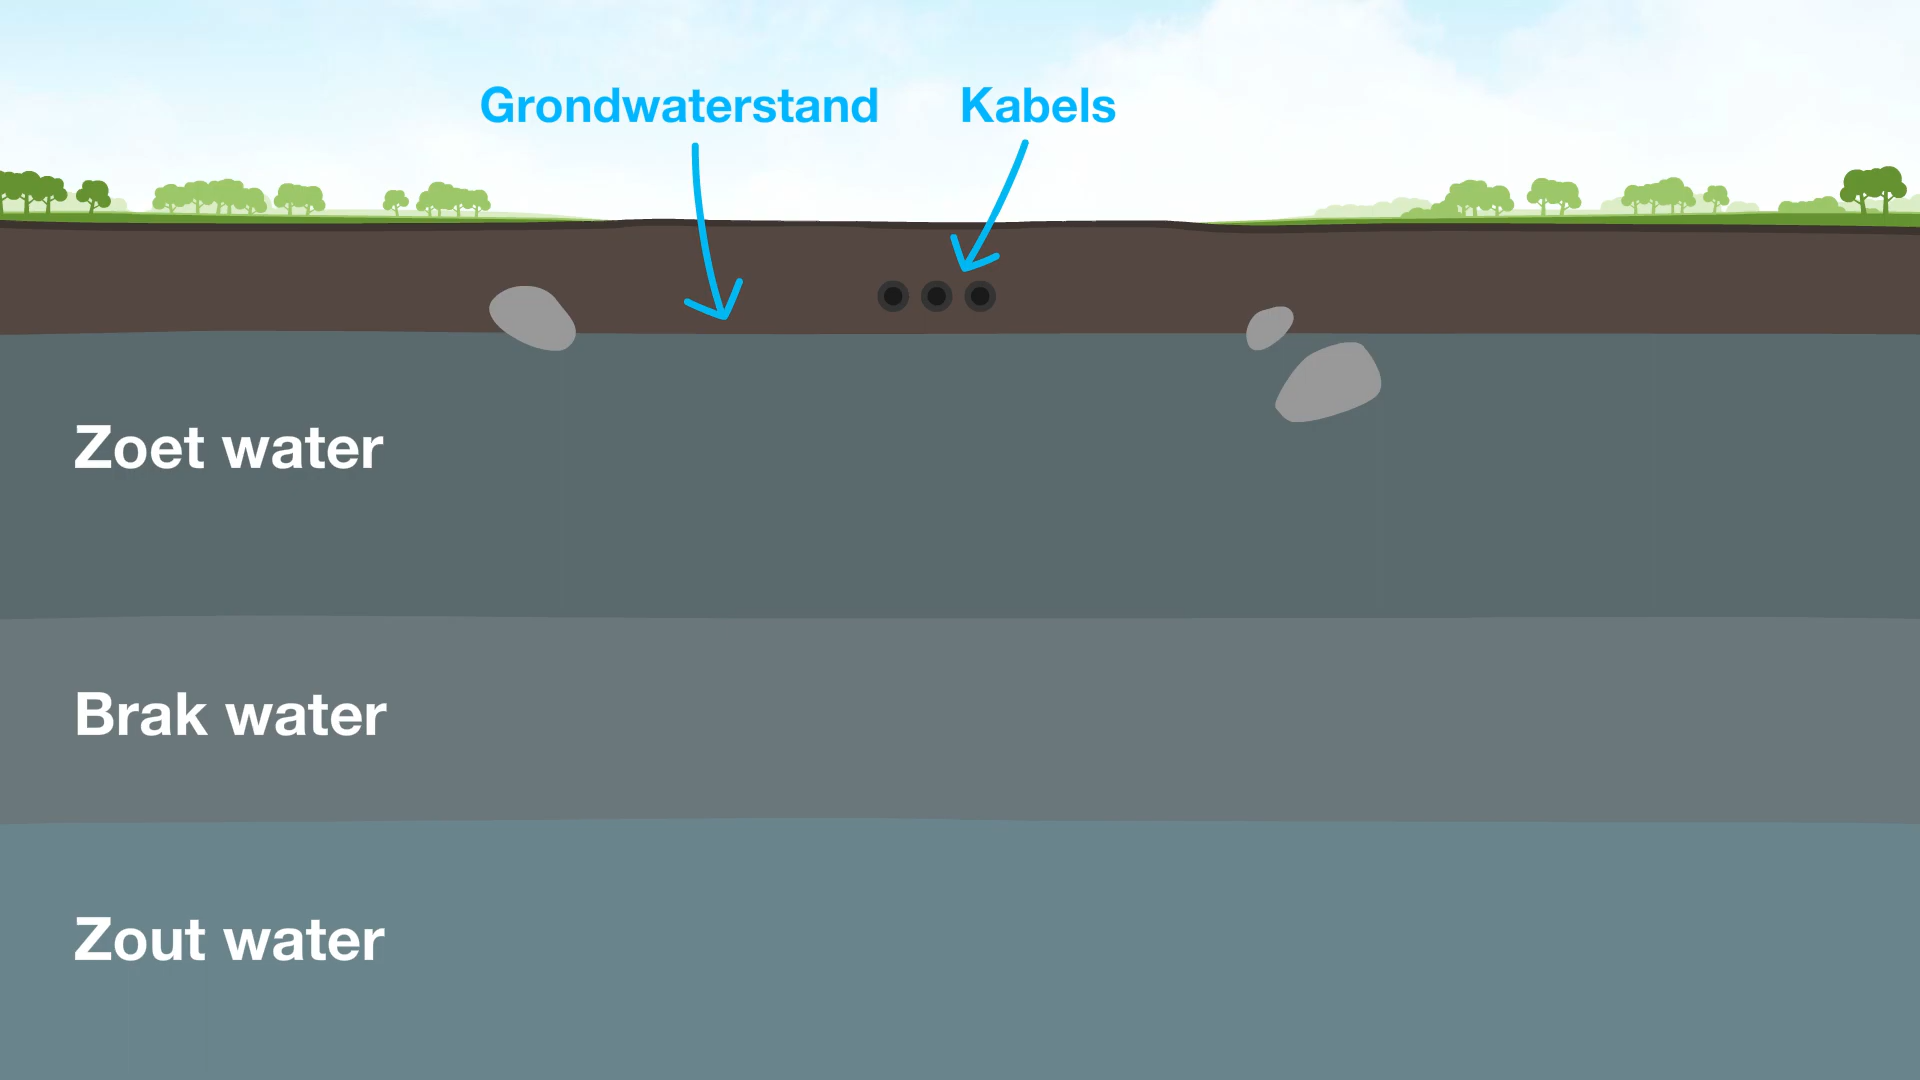 Grondwaterstand
Kabels
Zoet water
Brak water
Zout water